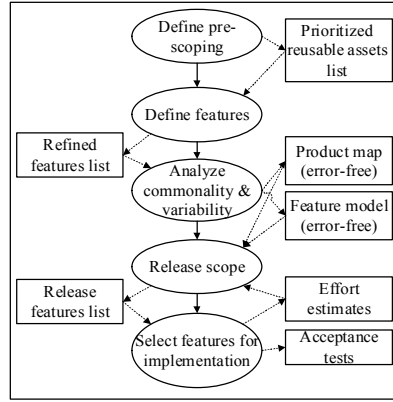 Define pre-
scoping
Prioritized
reusable assets
list
Define features
Refined
features list
Analyze
commonality &
variability
Product map
(error-free)
Feature model
(error-free)
Release scope
Release
features list
Effort
estimates
Select features for
implementation
Acceptance
tests